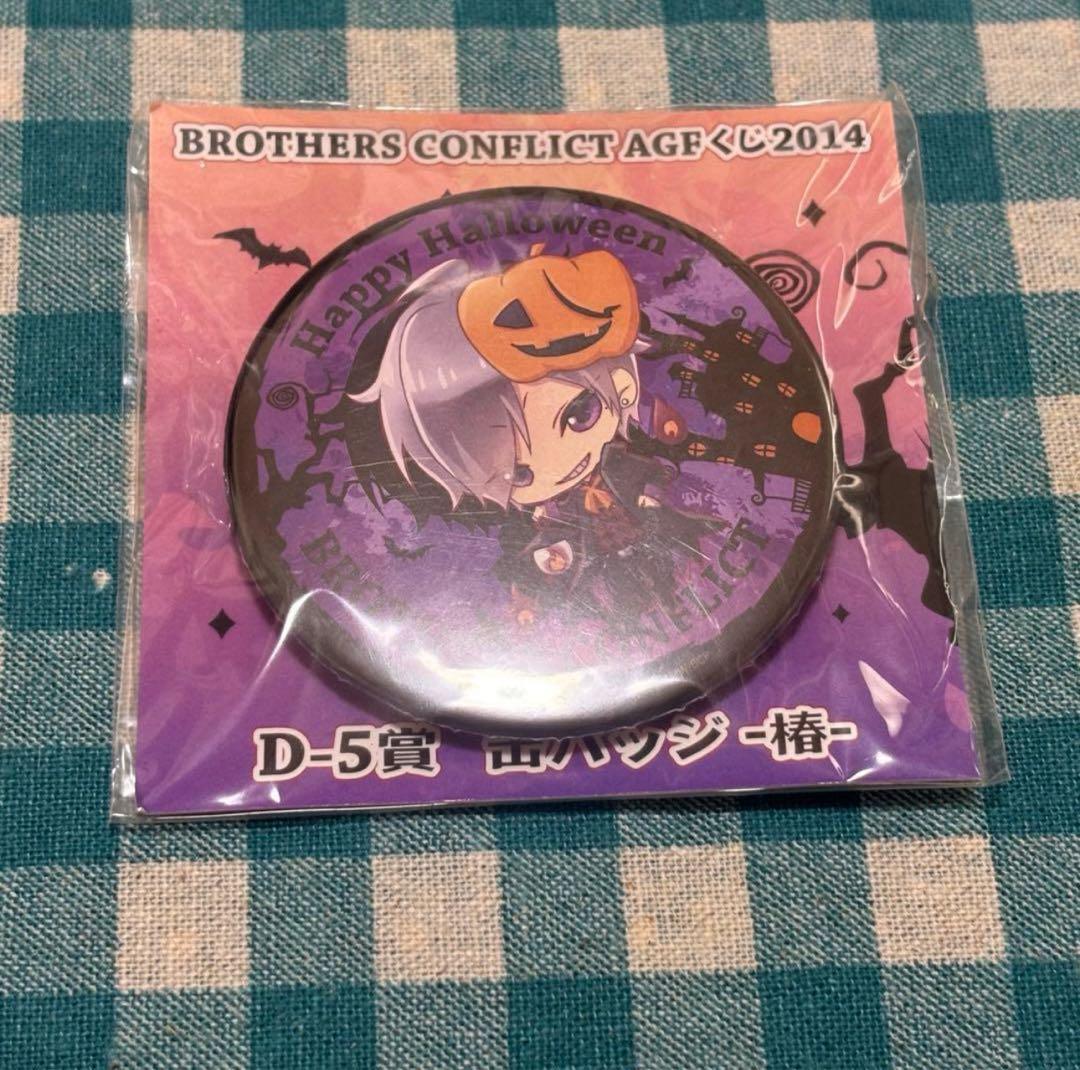 BROTHERS CONFLICT AGFくじ2014
Happy Halloween
D-5賞 缶バッジ -椿-